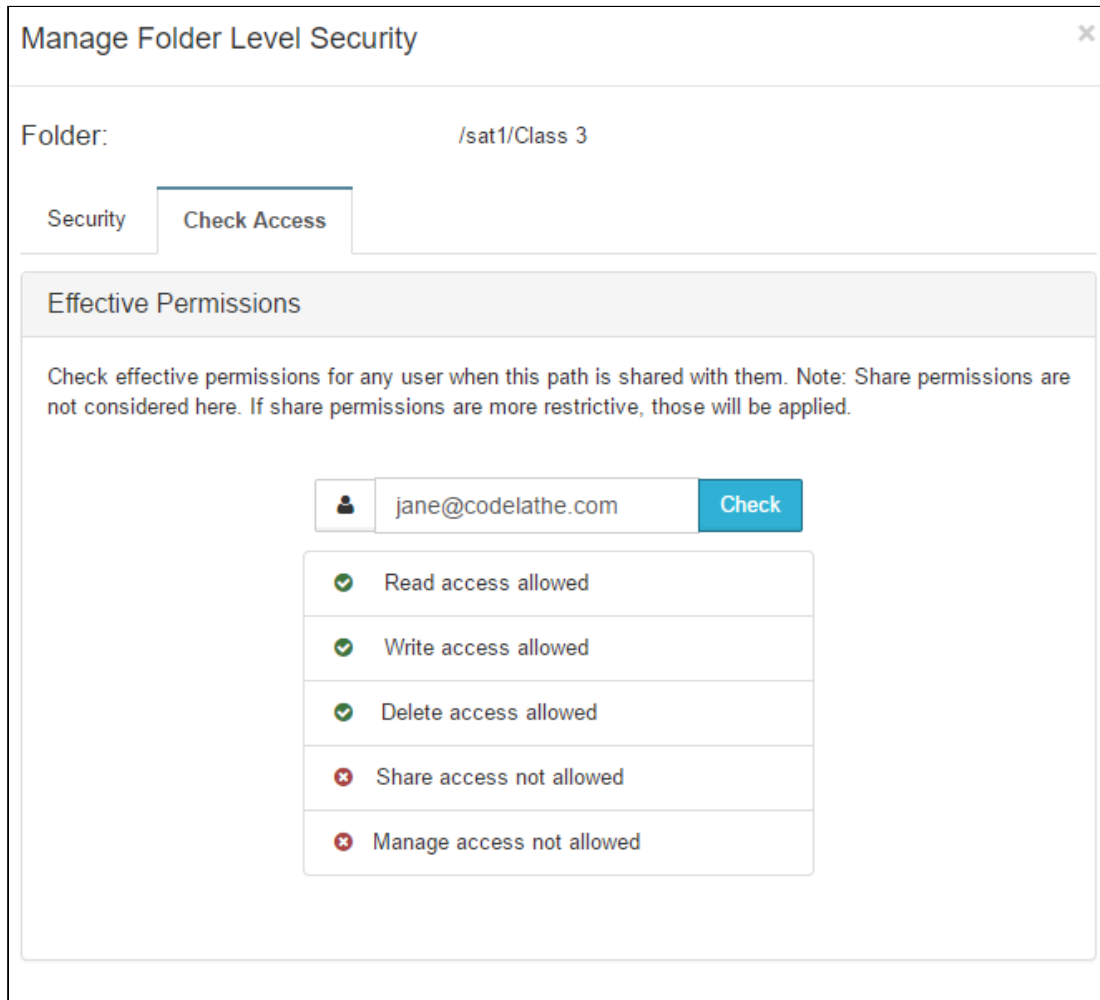 Manage Folder Level Security ×
Folder: /sat1/Class 3
Security Check Access
Effective Permissions
Check effective permissions for any user when this path is shared with them. Note: Share permissions are
not considered here. If share permissions are more restrictive, those will be applied.
jane@codelathe.com Check
Read access allowed
Write access allowed
Delete access allowed
Share access not allowed
Manage access not allowed